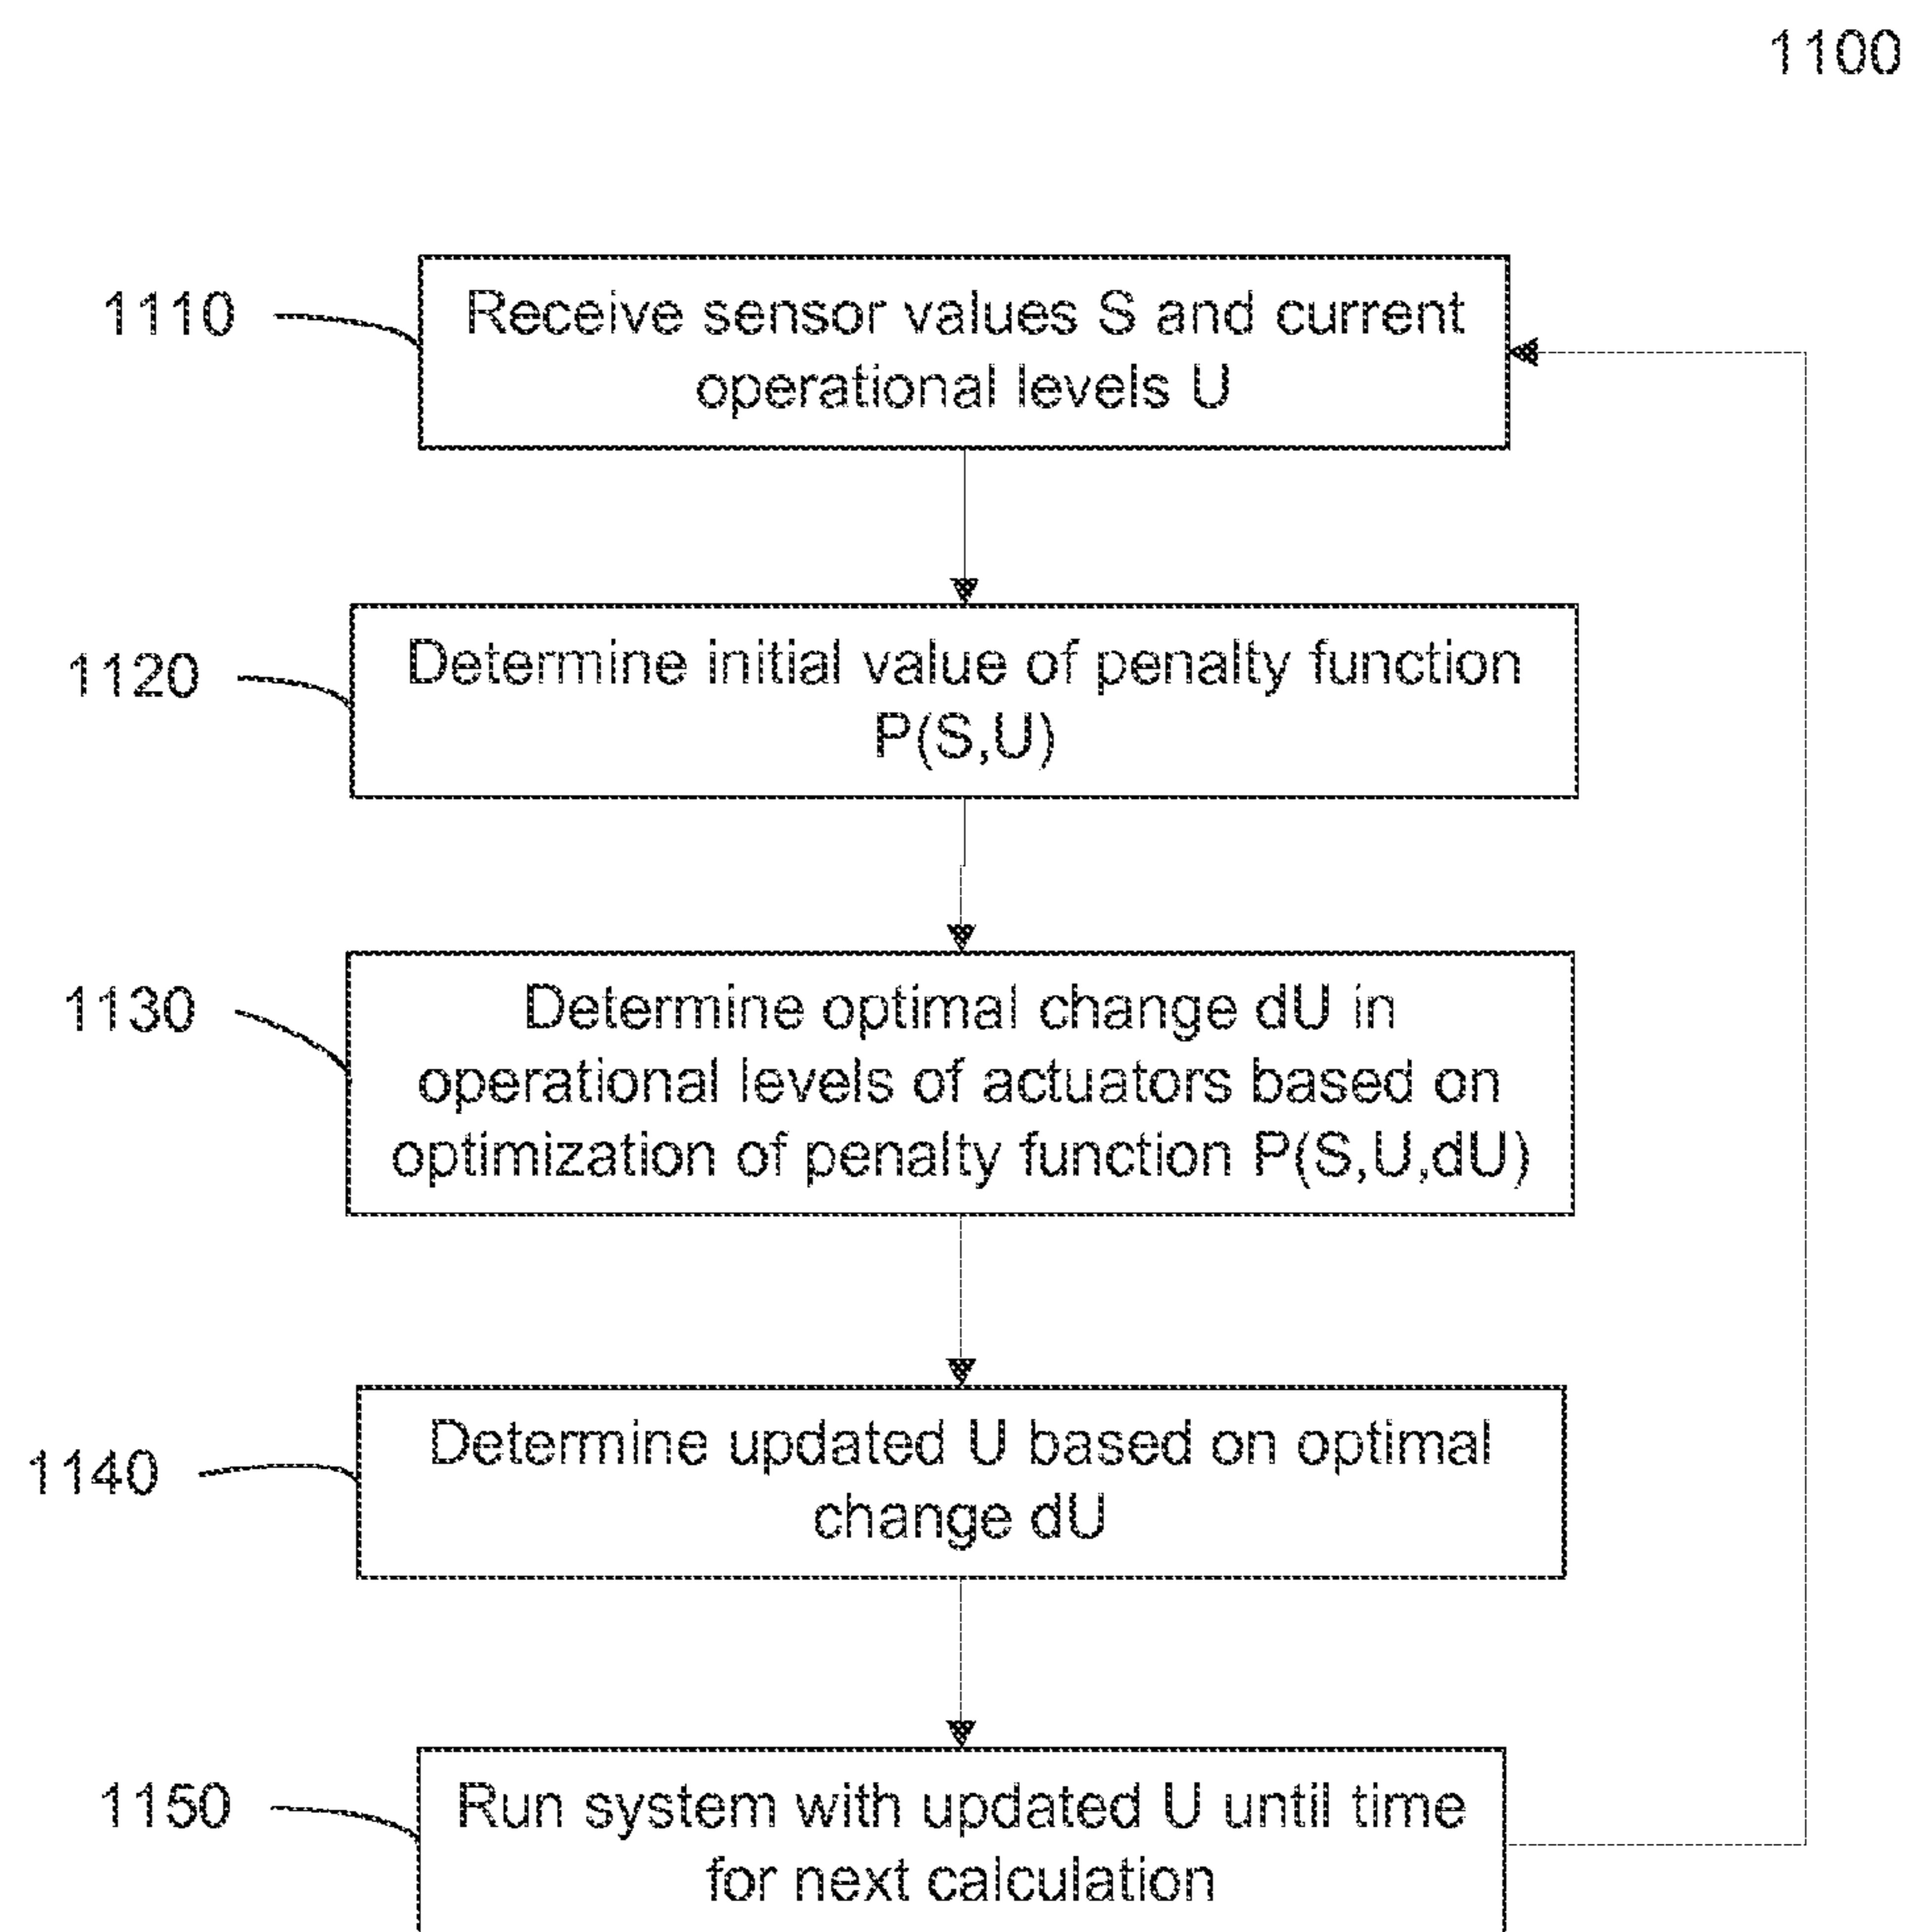 1100
1110
Receive sensor values S and current
operational levels U
1120
Determine initial value of penalty function
P(S,U)
1130
Determine optimal change dU in
operational levels of actuators based on
optimization of penalty function P(S,U,dU)
1140
Determine updated U based on optimal
change dU
1150
Run system with updated U until time
for next calculation